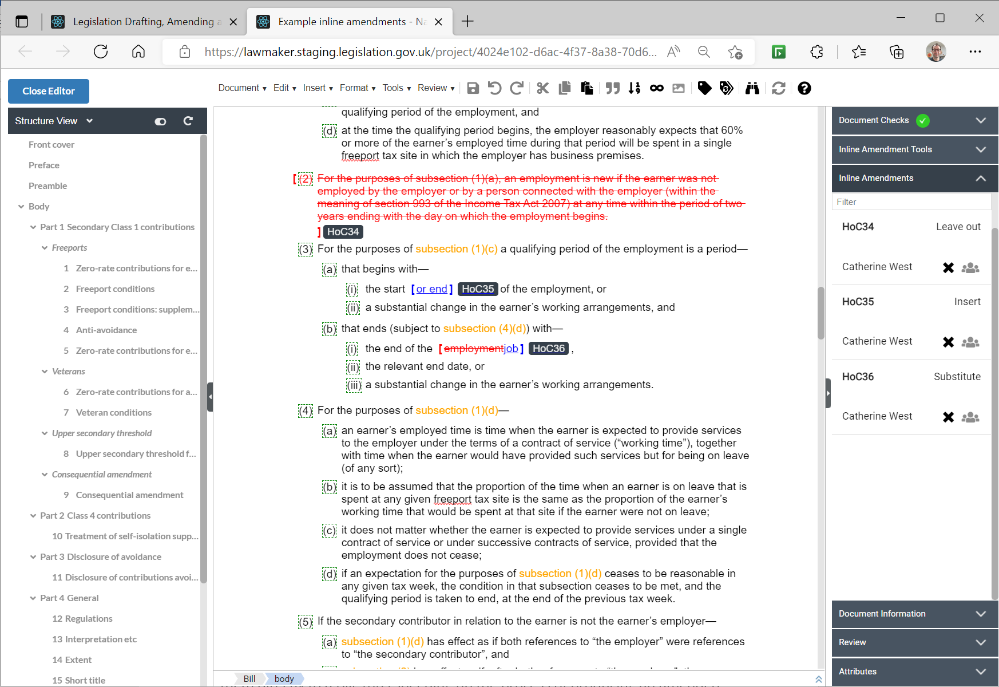 Legislation Drafting, Amending a
Example inline amendments - Na
https://lawmaker.staging.legislation.gov.uk/project/4024e102-d6ac-4f37-8a38-70d6...
Close Editor
Document Edit Insert Format Tools Review
Structure View
Front cover
Preface
Preamble
Body
Part 1 Secondary Class 1 contributions
Freeports
1 Zero-rate contributions for e...
2 Freeport conditions
3 Freeport conditions: supplem...
4 Anti-avoidance
5 Zero-rate contributions for e...
Veterans
6 Zero-rate contributions for a...
7 Veteran conditions
Upper secondary threshold
8 Upper secondary threshold f...
Consequential amendment
9 Consequential amendment
Part 2 Class 4 contributions
10 Treatment of self-isolation supp...
Part 3 Disclosure of avoidance
11 Disclosure of contributions avoi...
Part 4 General
12 Regulations
13 Interpretation etc
14 Extent
15 Short title
qualifying period of the employment, and
(d) at the time the qualifying period begins, the employer reasonably expects that 60%
or more of the earner’s employed time during that period will be spent in a single
freeport tax site in which the employer has business premises.
[(2) For the purposes of subsection (1)(a), an employment is new if the earner was not
employed by the employer or by a person connected with the employer (within the
meaning of section 993 of the Income Tax Act 2007) at any time within the period of two
years ending with the day on which the employment begins.
] HoC34
(3) For the purposes of subsection (1)(c) a qualifying period of the employment is a period—
(a) that begins with—
(i) the start [or end] HoC35 of the employment, or
(ii) a substantial change in the earner’s working arrangements, and
(b) that ends (subject to subsection (4)(d)) with—
(i) the end of the [employmentjob] HoC36 ,
(ii) the relevant end date, or
(iii) a substantial change in the earner’s working arrangements.
(4) For the purposes of subsection (1)(d)—
(a) an earner’s employed time is time when the earner is expected to provide services
to the employer under the terms of a contract of service (“working time”), together
with time when the earner would have provided such services but for being on leave
(of any sort);
(b) it is to be assumed that the proportion of the time when an earner is on leave that is
spent at any given freeport tax site is the same as the proportion of the earner’s
working time that would be spent at that site if the earner were not on leave;
(c) it does not matter whether the earner is expected to provide services under a single
contract of service or under successive contracts of service, provided that the
employment does not cease;
(d) if an expectation for the purposes of subsection (1)(d) ceases to be reasonable in
any given tax week, the condition in that subsection ceases to be met, and the
qualifying period is taken to end, at the end of the previous tax week.
(5) If the secondary contributor in relation to the earner is not the earner’s employer—
(a) subsection (1)(d) has effect as if both references to “the employer” were references
to “the secondary contributor”, and
Bill body
Document Checks
Inline Amendment Tools
Inline Amendments
Filter
HoC34 Leave out
Catherine West
HoC35 Insert
Catherine West
HoC36 Substitute
Catherine West
Document Information
Review
Attributes